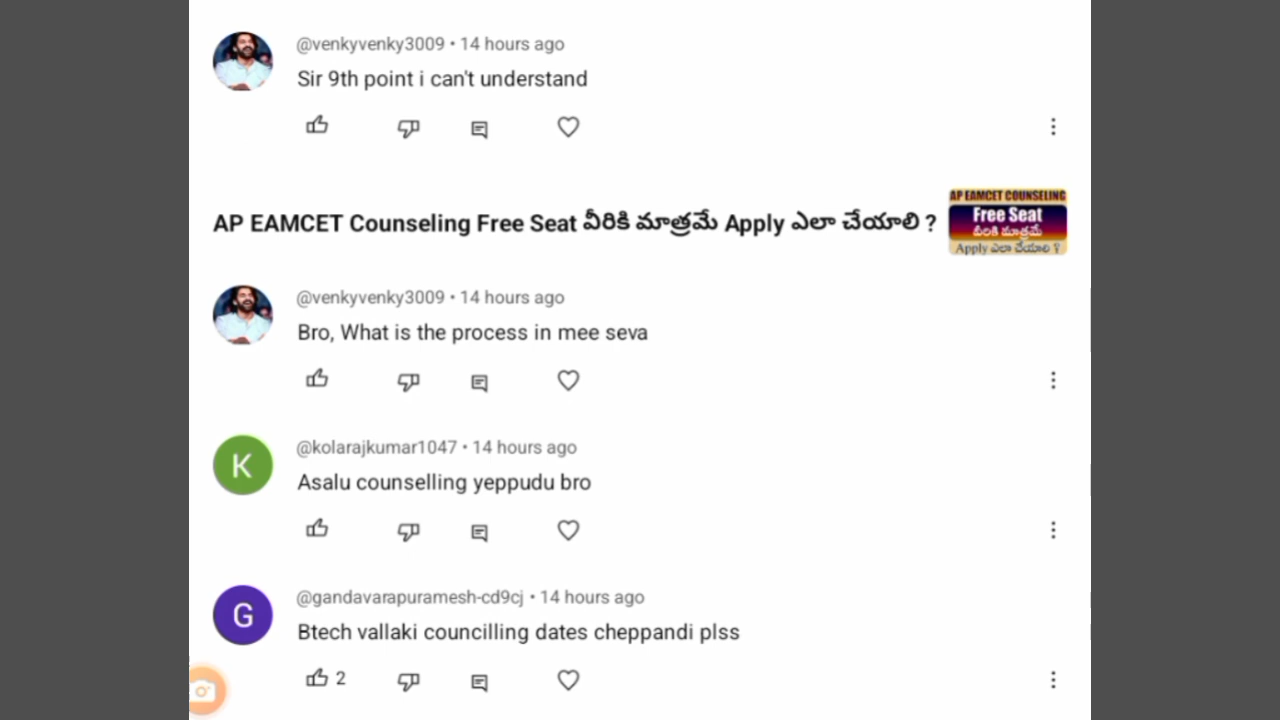 @venkyvenky3009 • 14 hours ago
Sir 9th point i can't understand
AP EAMCET Counseling Free Seat వీరికి మాత్రమే Apply ఎలా చేయాలి ?
AP EAMCET COUNSELING
Free Seat
వీరికి మాత్రమే
Apply ఎలా చేయాలి ?
@venkyvenky3009 • 14 hours ago
Bro, What is the process in mee seva
K
@kolarajkumar1047 • 14 hours ago
Asalu counselling yeppudu bro
G
@gandavarapuramesh-cd9cj • 14 hours ago
Btech vallaki councilling dates cheppandi plss
2